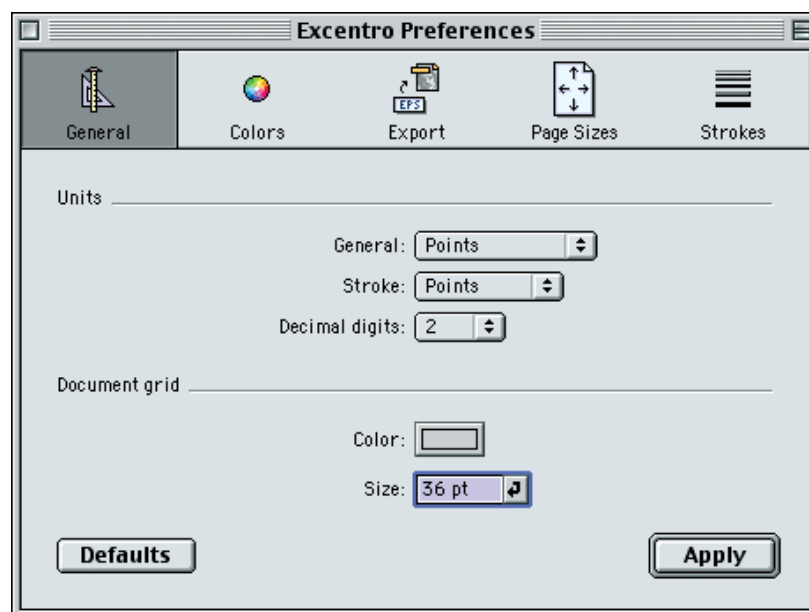 Excentro Preferences
General
Colors
EPS
Export
Page Sizes
Strokes
Units
General: Points
Stroke: Points
Decimal digits: 2
Document grid
Color:
Size: 36 pt
Defaults
Apply